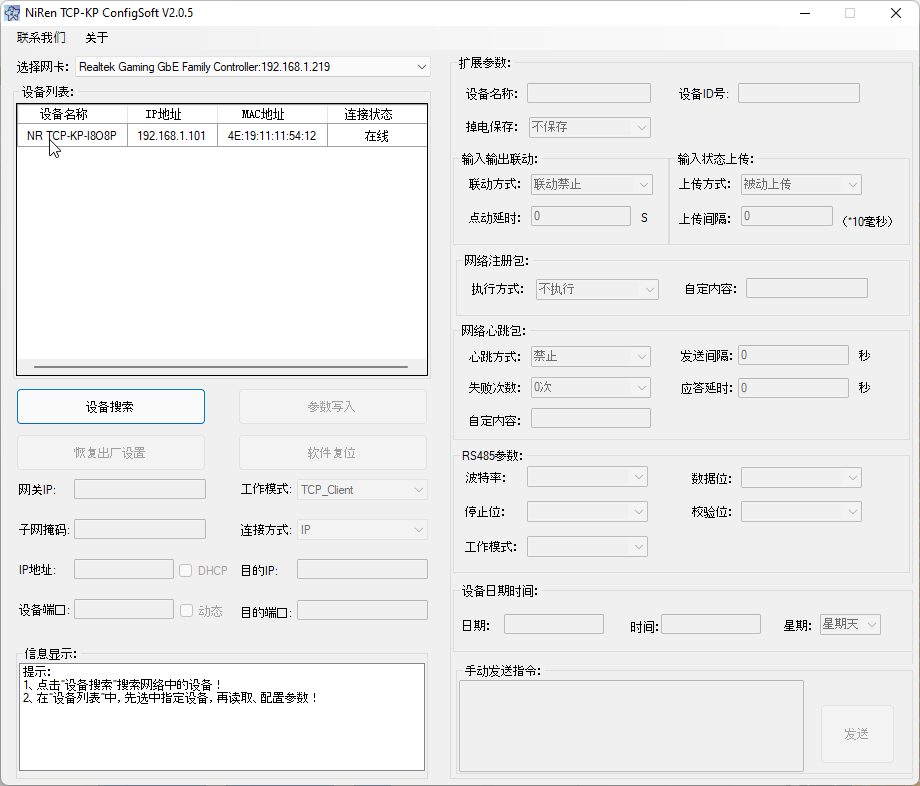 NiRen TCP-KP ConfigSoft V2.0.5
联系我们 关于
选择网卡: Realtek Gaming GbE Family Controller:192.168.1.219
设备列表:
设备名称 IP地址 MAC地址 连接状态
NR TCP-KP-I8O8P 192.168.1.101 4E:19:11:11:54:12 在线
设备搜索 参数写入
恢复出厂设置 软件复位
网关IP: 工作模式: TCP_Client
子网掩码: 连接方式: IP
IP地址: DHCP 目的IP:
设备端口: 动态 目的端口:
信息显示:
提示:
1、点击"设备搜索"搜索网络中的设备！
2、在"设备列表"中，先选中指定设备，再读取、配置参数！
扩展参数:
设备名称: 设备ID号:
掉电保存: 不保存
输入输出联动: 输入状态上传:
联动方式: 联动禁止 上传方式: 被动上传
点动延时: 0 S 上传间隔: 0 (*10毫秒)
网络注册包:
执行方式: 不执行 自定内容:
网络心跳包:
心跳方式: 禁止 发送间隔: 0 秒
失败次数: 0次 应答延时: 0 秒
自定内容:
RS485参数:
波特率: 数据位:
停止位: 校验位:
工作模式:
设备日期时间:
日期: 时间: 星期: 星期天
手动发送指令:
发送